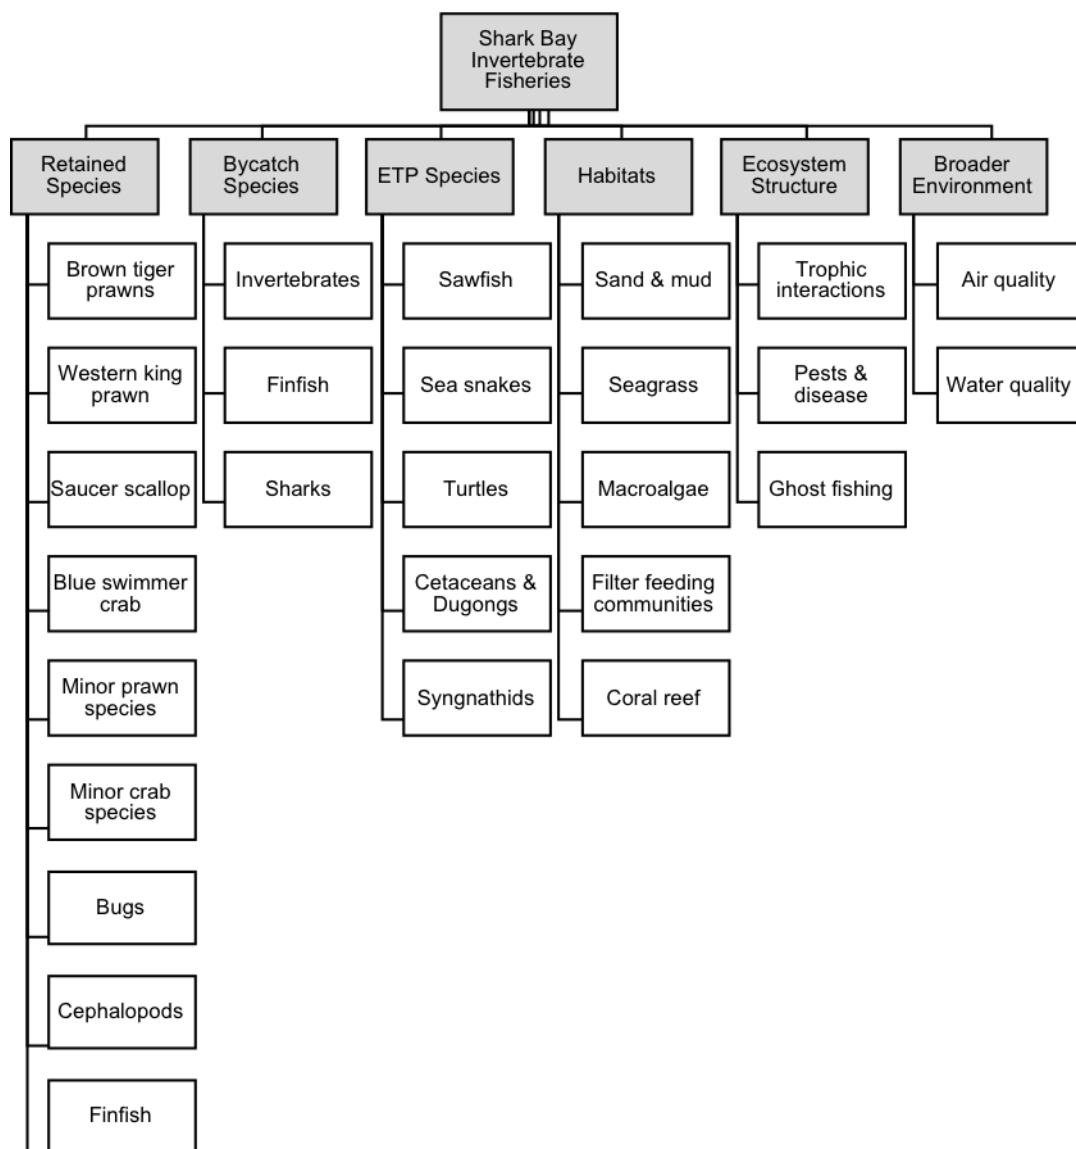 Shark Bay
Invertebrate
Fisheries
Retained
Species
Bycatch
Species
ETP Species
Habitats
Ecosystem
Structure
Broader
Environment
Brown tiger
prawns
Western king
prawn
Saucer scallop
Blue swimmer
crab
Minor prawn
species
Minor crab
species
Bugs
Cephalopods
Finfish
Invertebrates
Finfish
Sharks
Sawfish
Sea snakes
Turtles
Cetaceans &
Dugongs
Syngnathids
Sand & mud
Seagrass
Macroalgae
Filter feeding
communities
Coral reef
Trophic
interactions
Pests &
disease
Ghost fishing
Air quality
Water quality